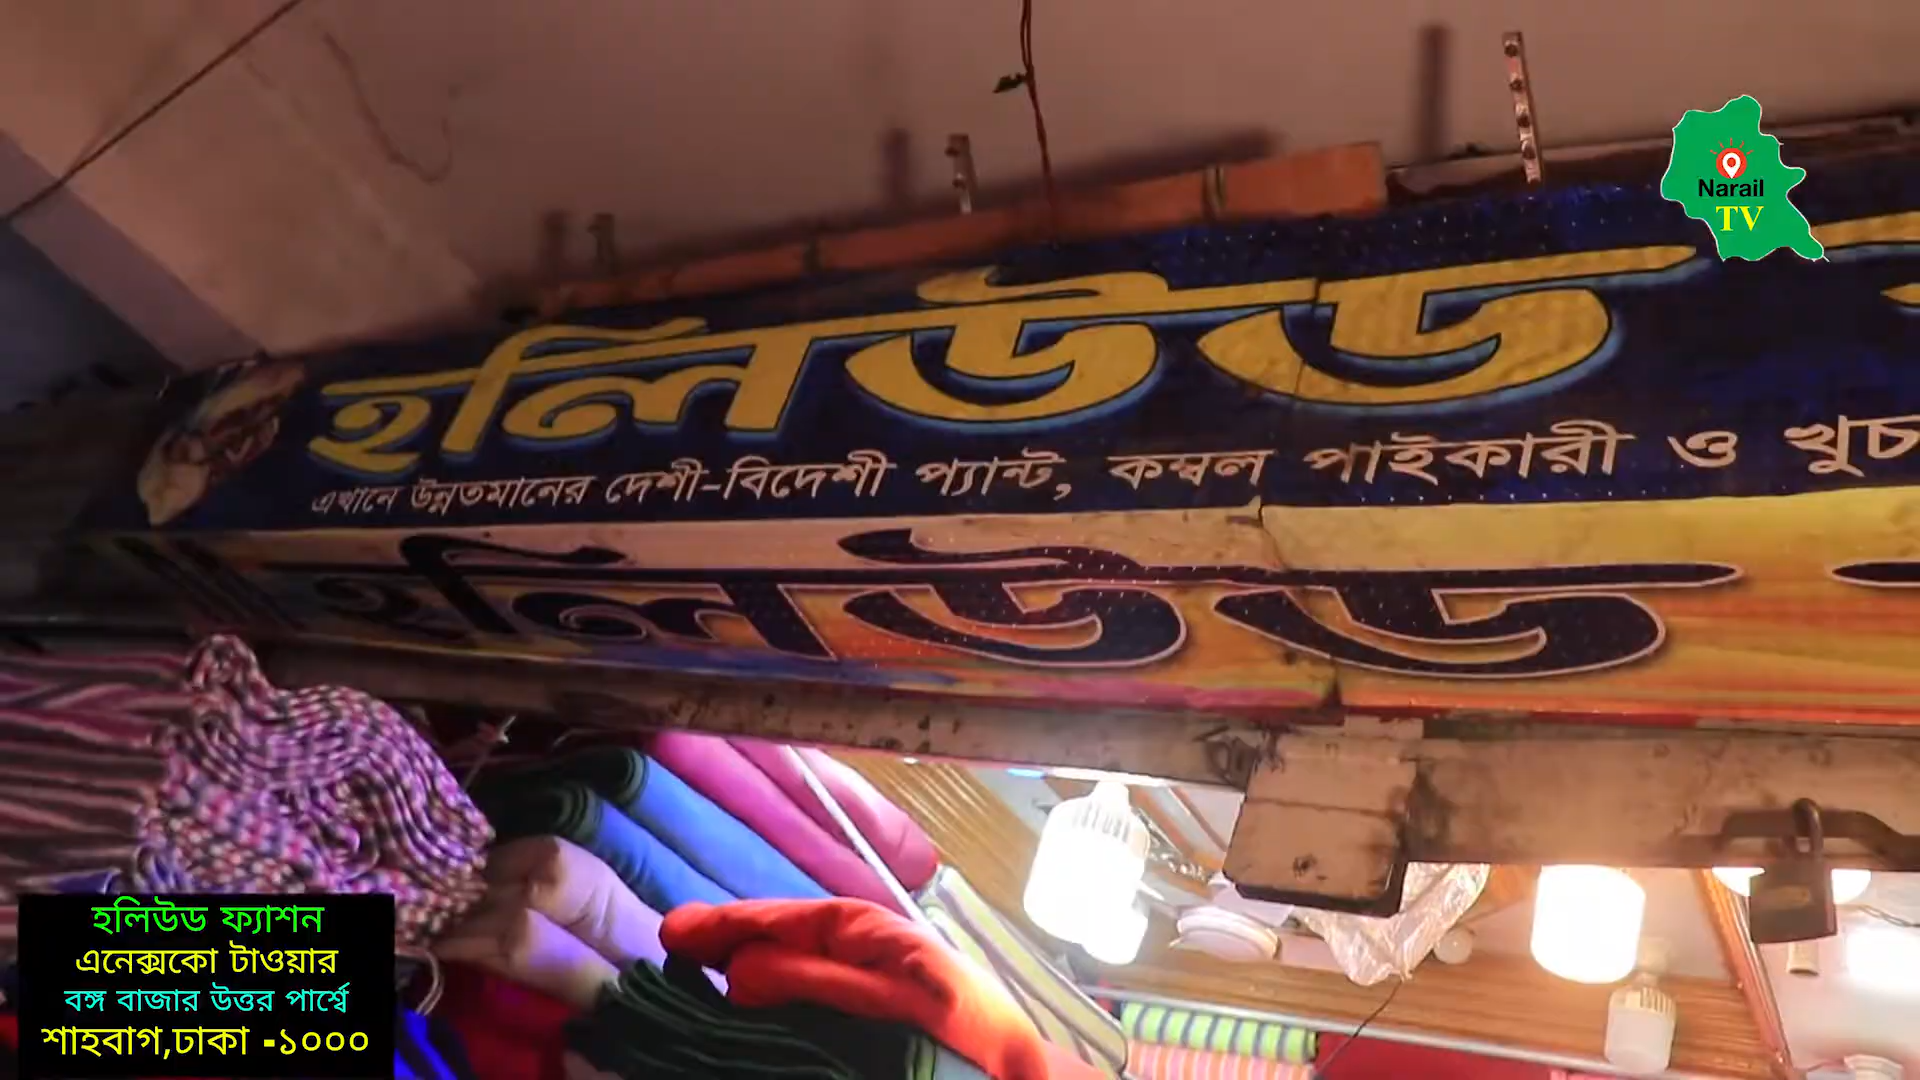 Narail
TV
হলিউড
এখানে উন্নতমানের দেশী-বিদেশী প্যান্ট, কম্বল পাইকারী ও
হলিউড
হলিউড ফ্যাশন
এনেক্সকো টাওয়ার
বঙ্গ বাজার উত্তর পার্শ্বে
শাহবাগ,ঢাকা -১০০০